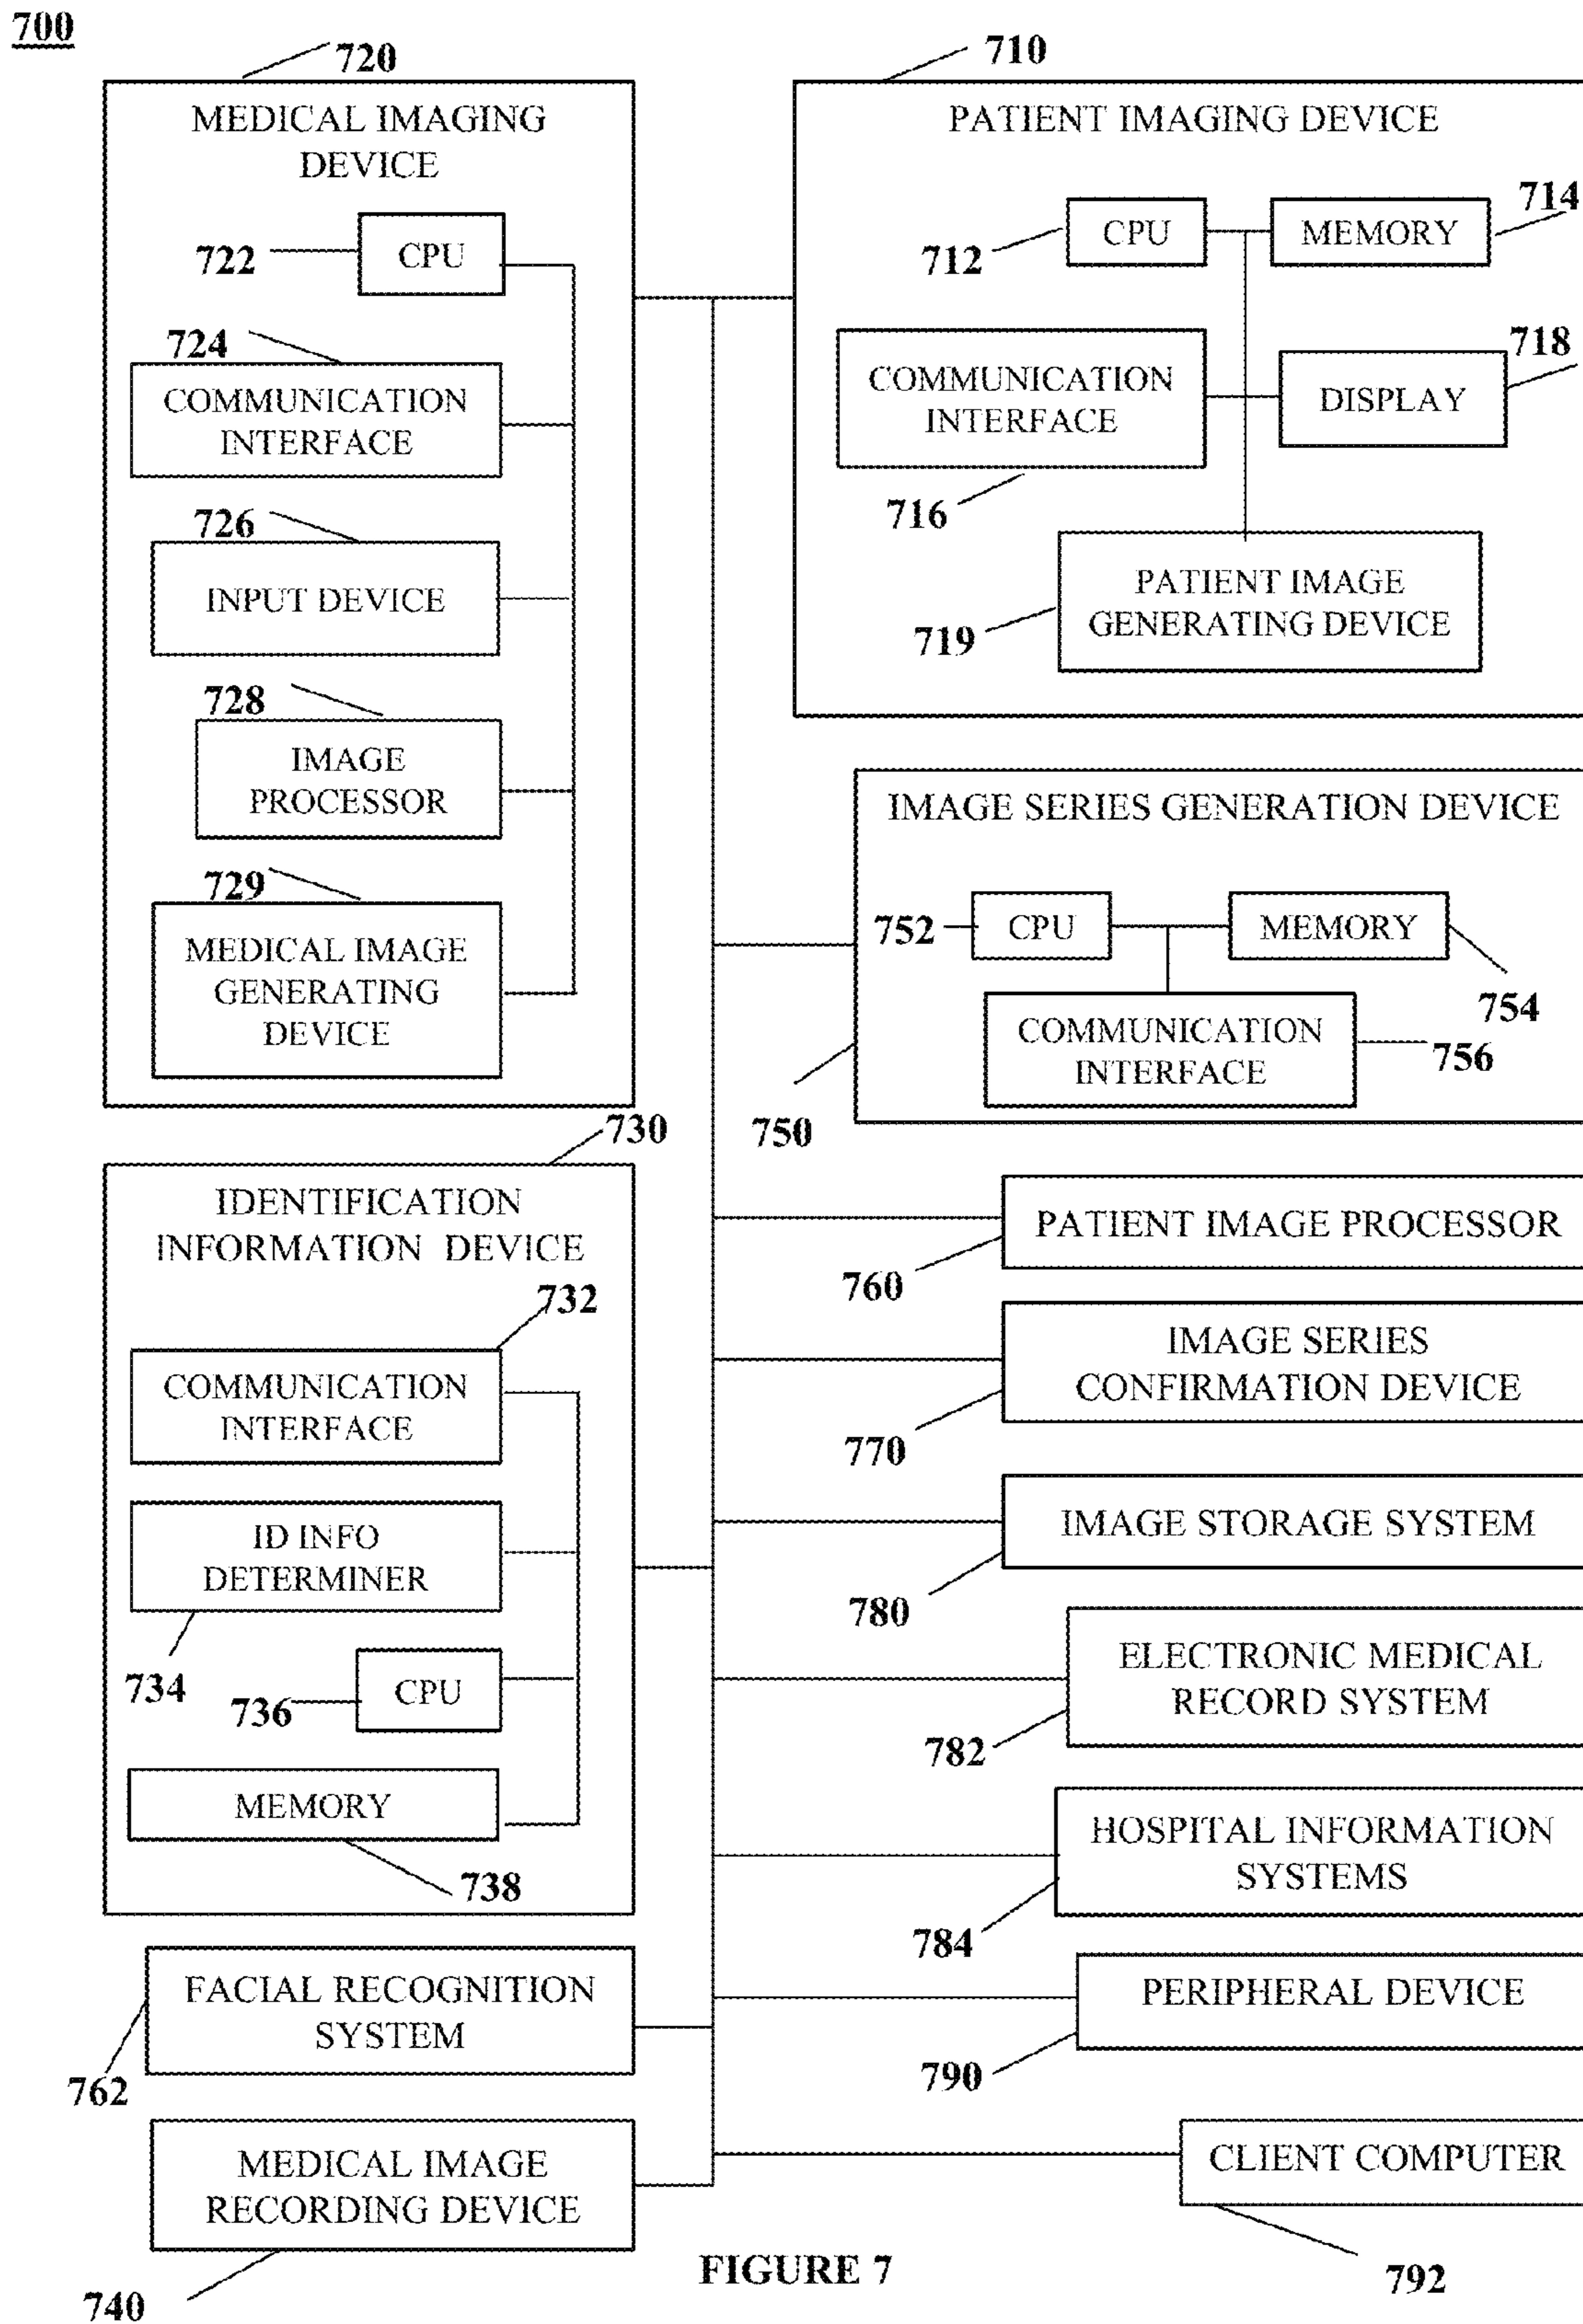 700
720
MEDICAL IMAGING
DEVICE
722
CPU
724
COMMUNICATION
INTERFACE
726
INPUT DEVICE
728
IMAGE
PROCESSOR
729
MEDICAL IMAGE
GENERATING
DEVICE
710
PATIENT IMAGING DEVICE
712
CPU
MEMORY
714
COMMUNICATION
INTERFACE
716
DISPLAY
718
PATIENT IMAGE
GENERATING DEVICE
719
IMAGE SERIES GENERATION DEVICE
752
CPU
MEMORY
754
COMMUNICATION
INTERFACE
756
750
730
IDENTIFICATION
INFORMATION DEVICE
732
COMMUNICATION
INTERFACE
ID INFO
DETERMINER
734
736
CPU
MEMORY
738
PATIENT IMAGE PROCESSOR
760
IMAGE SERIES
CONFIRMATION DEVICE
770
IMAGE STORAGE SYSTEM
780
ELECTRONIC MEDICAL
RECORD SYSTEM
782
HOSPITAL INFORMATION
SYSTEMS
784
FACIAL RECOGNITION
SYSTEM
762
PERIPHERAL DEVICE
790
MEDICAL IMAGE
RECORDING DEVICE
740
CLIENT COMPUTER
792
FIGURE 7